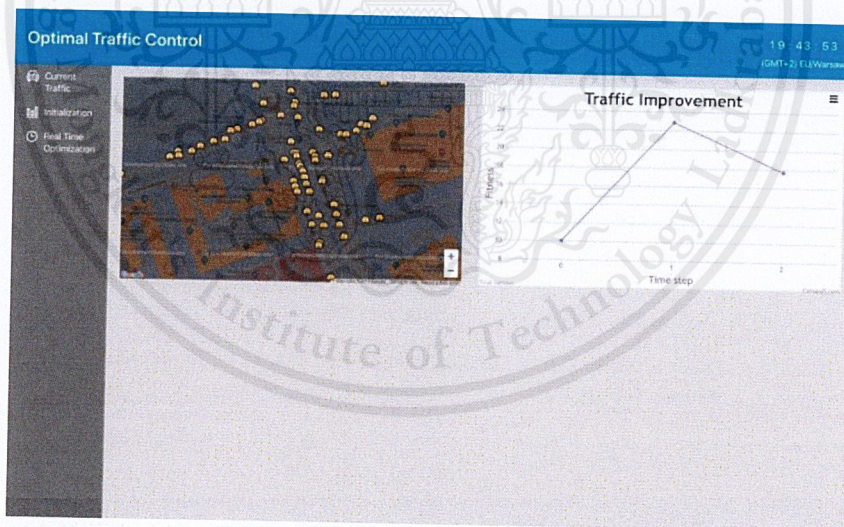 Optimal Traffic Control
19 : 43 : 53
(GMT+2) EU/Warsaw
Current
Traffic
Initialization
Real Time
Optimization
Traffic Improvement
Fitness
0
1
2
Time step
+
−
Institute of Technology Ladkrabang